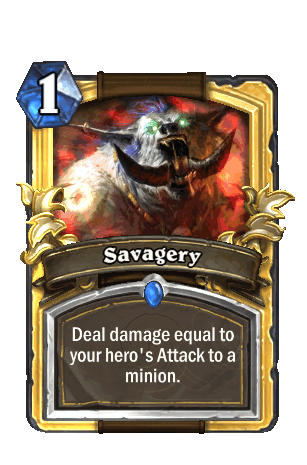 1
Savagery
Deal damage equal to
your hero's Attack to a
minion.